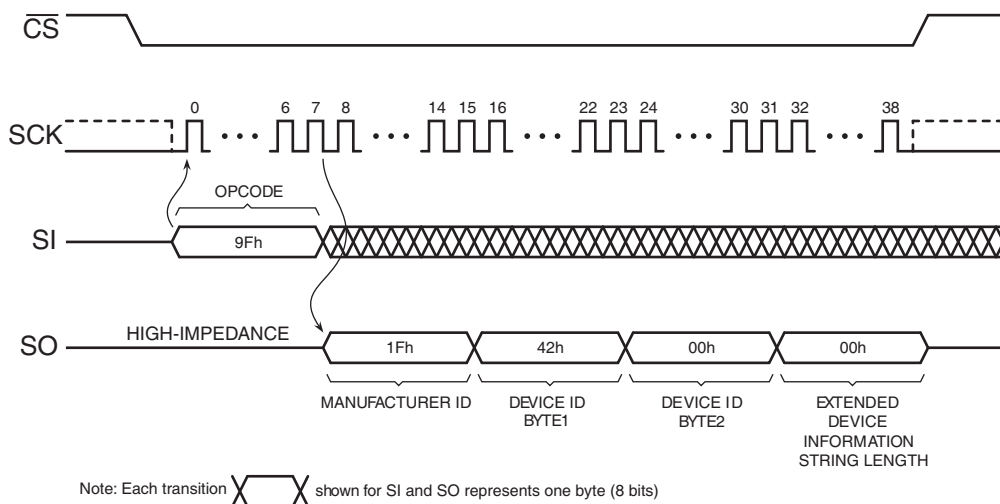 CS
0 6 7 8 14 15 16 22 23 24 30 31 32 38
SCK
OPCODE
SI
9Fh
HIGH-IMPEDANCE
SO
1Fh 42h 00h 00h
MANUFACTURER ID
DEVICE ID
BYTE1
DEVICE ID
BYTE2
EXTENDED
DEVICE
INFORMATION
STRING LENGTH
Note: Each transition shown for SI and SO represents one byte (8 bits)